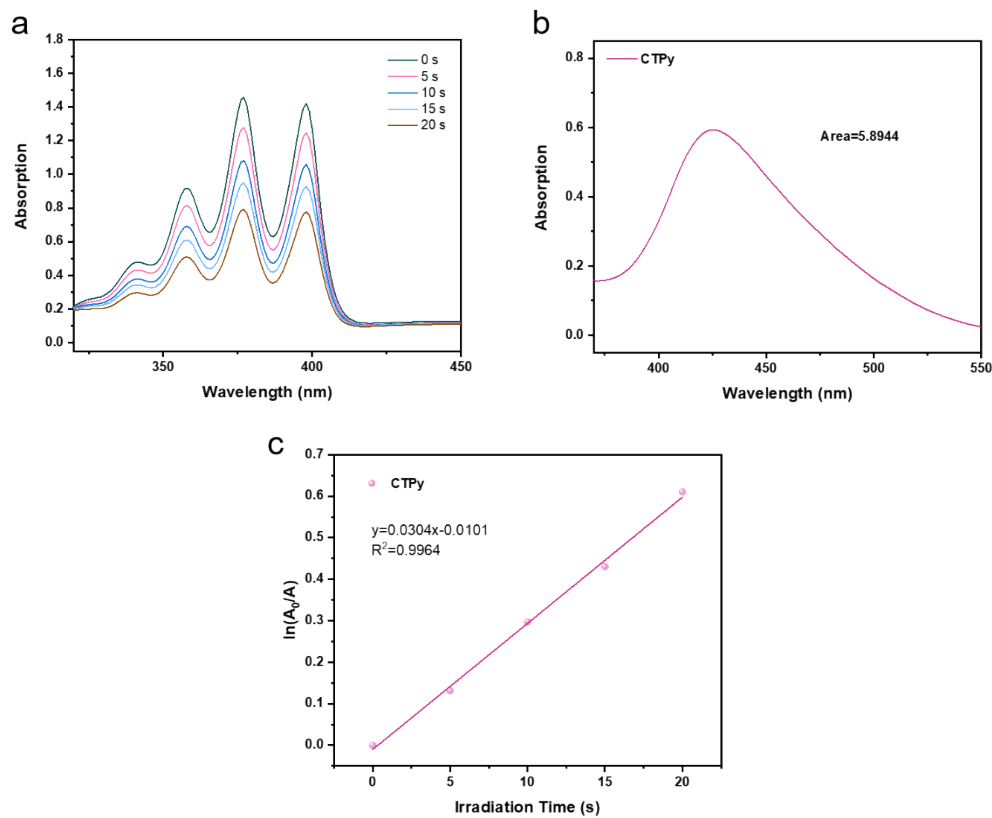 a
1.8
1.6
1.4
1.2
1.0
0.8
0.6
0.4
0.2
0.0
Absorption
0 s
5 s
10 s
15 s
20 s
350
400
450
Wavelength (nm)
b
0.8
0.6
0.4
0.2
0.0
Absorption
CTPy
Area=5.8944
400
450
500
550
Wavelength (nm)
c
0.7
0.6
0.5
0.4
0.3
0.2
0.1
0.0
ln(A₀/A)
CTPy
y=0.0304x-0.0101
R²=0.9964
0
5
10
15
20
Irradiation Time (s)